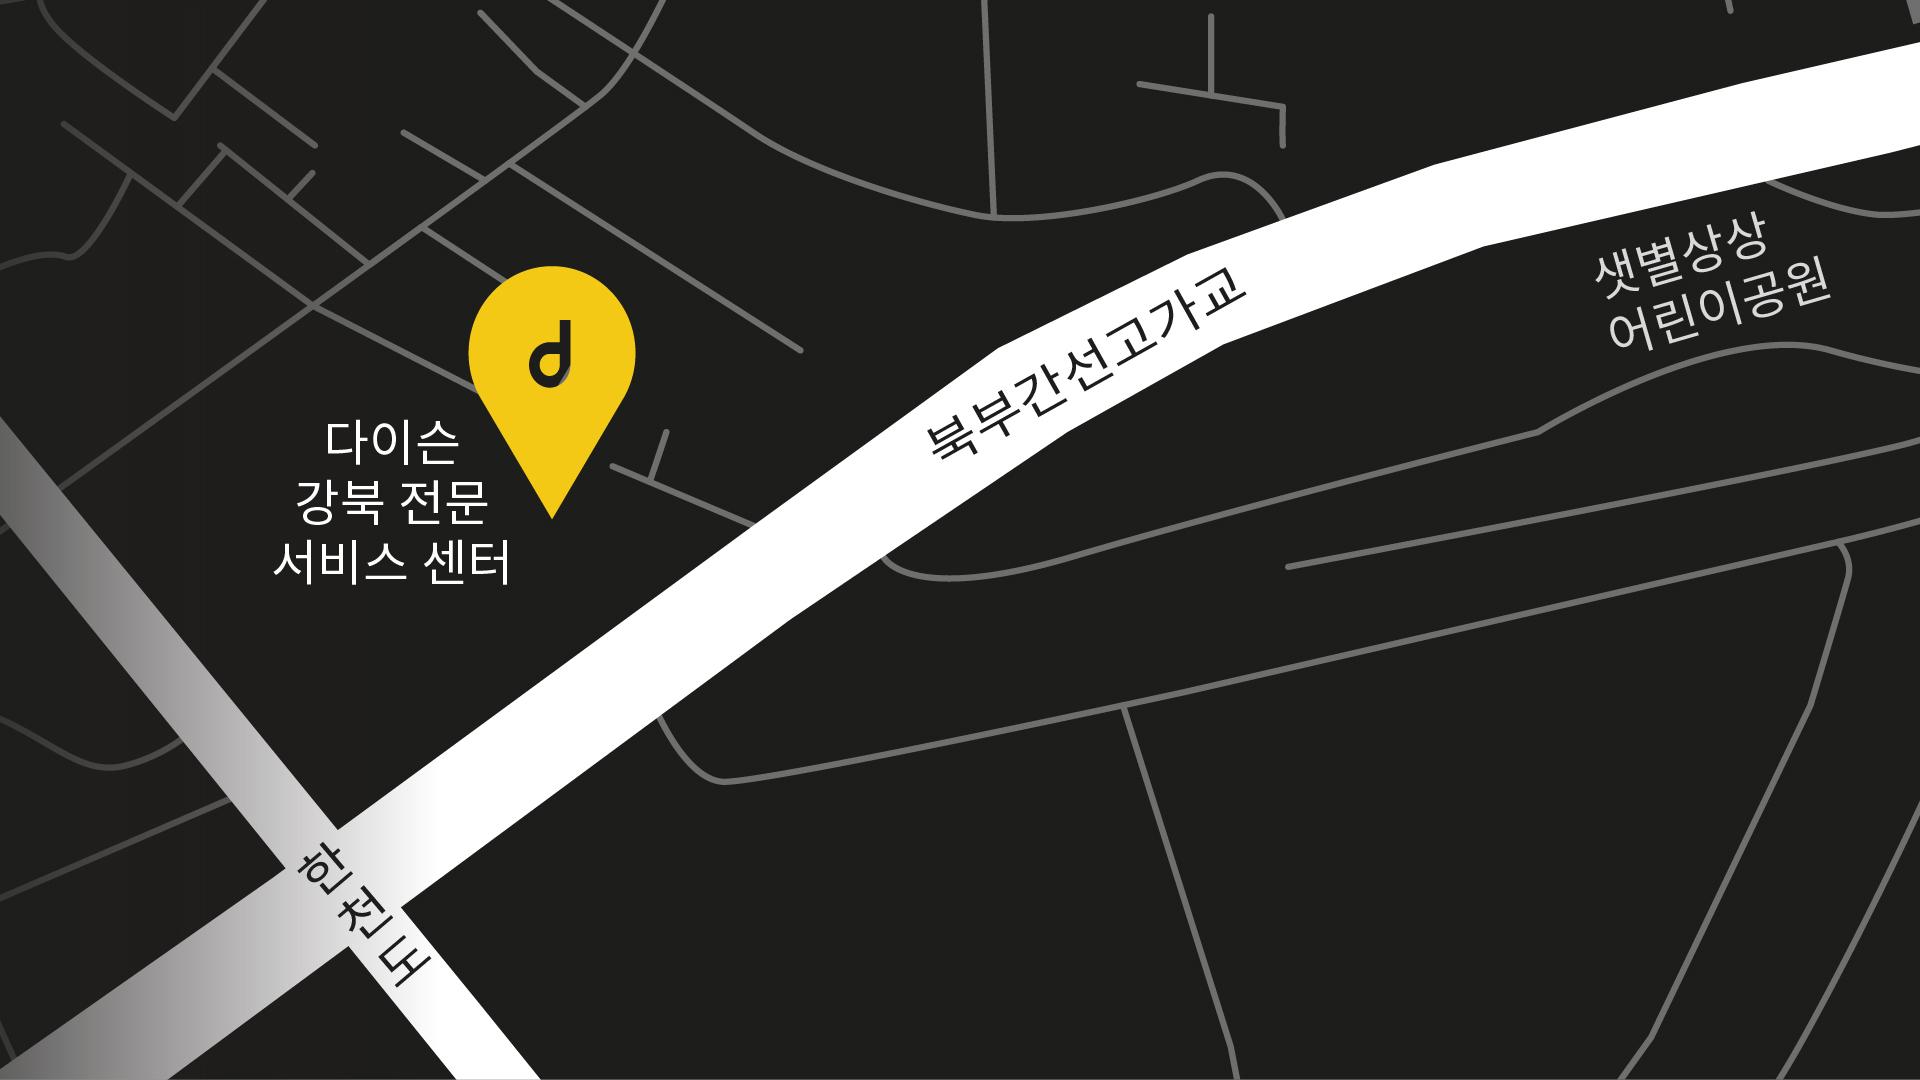 샛별상상
어린이공원
북부간선고가교
d
다이슨
강북 전문
서비스 센터
한천도